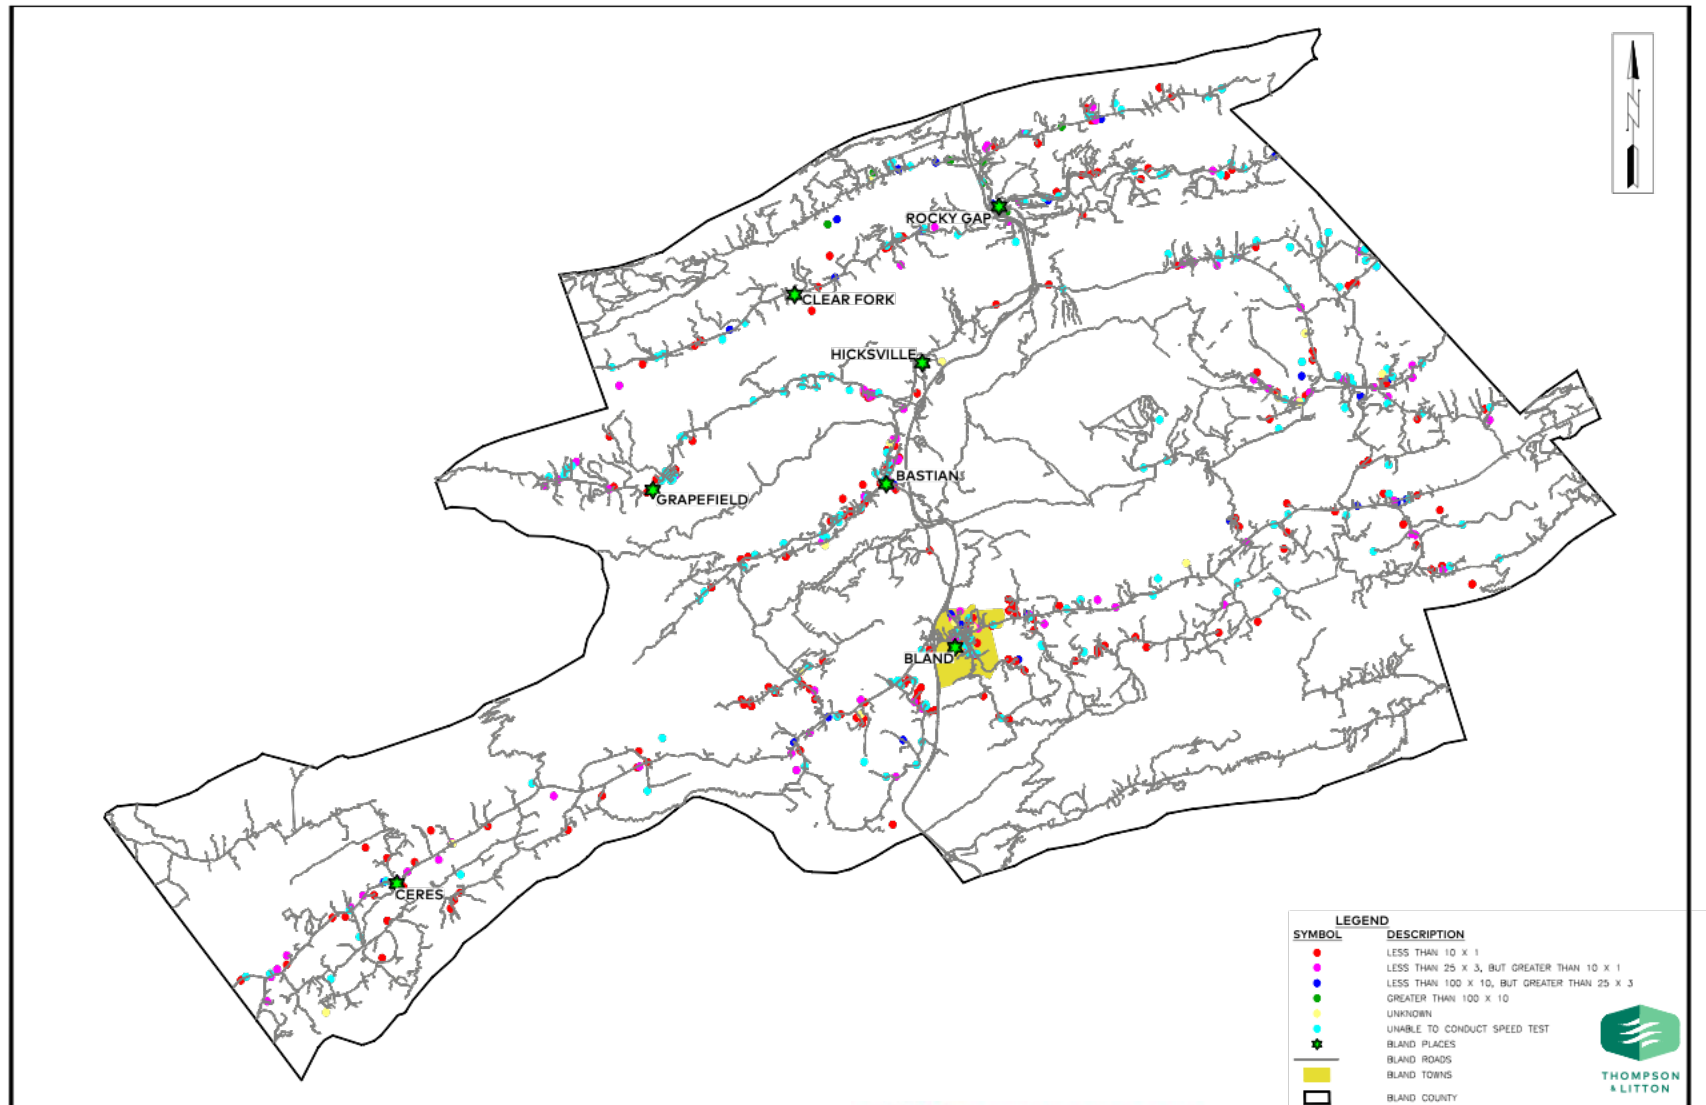 N
ROCKY GAP
CLEAR FORK
HICKSVILLE
BASTIAN
GRAPEFIELD
BLAND
CERES
LEGEND
SYMBOL DESCRIPTION
LESS THAN 10 X 1
LESS THAN 25 X 3, BUT GREATER THAN 10 X 1
LESS THAN 100 X 10, BUT GREATER THAN 25 X 3
GREATER THAN 100 X 10
UNKNOWN
UNABLE TO CONDUCT SPEED TEST
BLAND PLACES
BLAND ROADS
BLAND TOWNS
BLAND COUNTY
THOMPSON
& LITTON